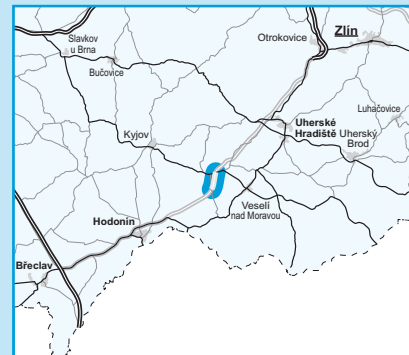 Zlín
Otrokovice
Slavkov
u Brna
Bučovice
Luhačovice
Uherské
Hradiště
Uherský
Brod
Kyjov
Veselí
nad Moravou
Hodonín
Břeclav